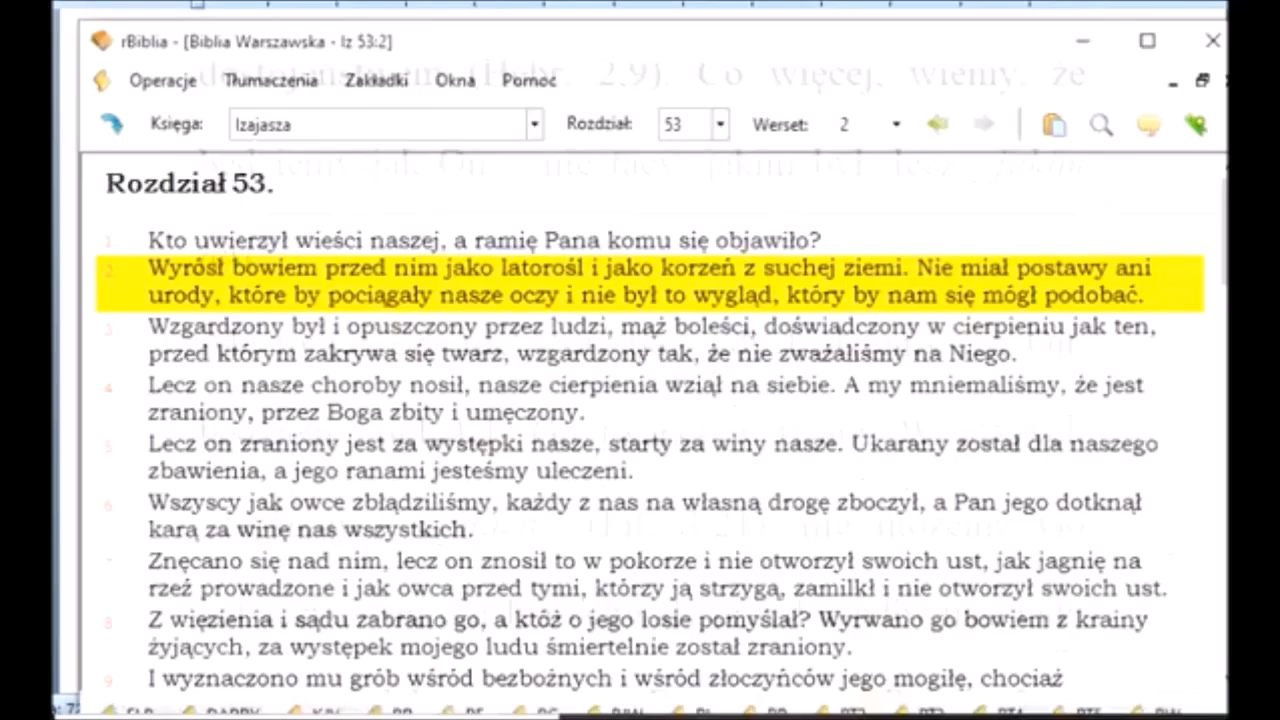 rBiblia - [Biblia Warszawska - Iz 53:2]
Operacje Tłumaczenia Zakładki Okna Pomoc
Księga: Izajasza Rozdział: 53 Werset: 2
Rozdział 53.
1 Kto uwierzył wieści naszej, a ramię Pana komu się objawiło?
2 Wyrósł bowiem przed nim jako latorośl i jako korzeń z suchej ziemi. Nie miał postawy ani
urody, które by pociągały nasze oczy i nie był to wygląd, który by nam się mógł podobać.
3 Wzgardzony był i opuszczony przez ludzi, mąż boleści, doświadczony w cierpieniu jak ten,
przed którym zakrywa się twarz, wzgardzony tak, że nie zważaliśmy na Niego.
4 Lecz on nasze choroby nosił, nasze cierpienia wziął na siebie. A my mniemaliśmy, że jest
zraniony, przez Boga zbity i umęczony.
5 Lecz on zraniony jest za występki nasze, starty za winy nasze. Ukarany został dla naszego
zbawienia, a jego ranami jesteśmy uleczeni.
6 Wszyscy jak owce zbłądziliśmy, każdy z nas na własną drogę zboczył, a Pan jego dotknął
karą za winę nas wszystkich.
Znęcano się nad nim, lecz on znosił to w pokorze i nie otworzył swoich ust, jak jagnię na
rzeź prowadzone i jak owca przed tymi, którzy ją strzygą, zamilkł i nie otworzył swoich ust.
8 Z więzienia i sądu zabrano go, a któż o jego losie pomyślał? Wyrwano go bowiem z krainy
żyjących, za występek mojego ludu śmiertelnie został zraniony.
9 I wyznaczono mu grób wśród bezbożnych i wśród złoczyńców jego mogiłę, chociaż